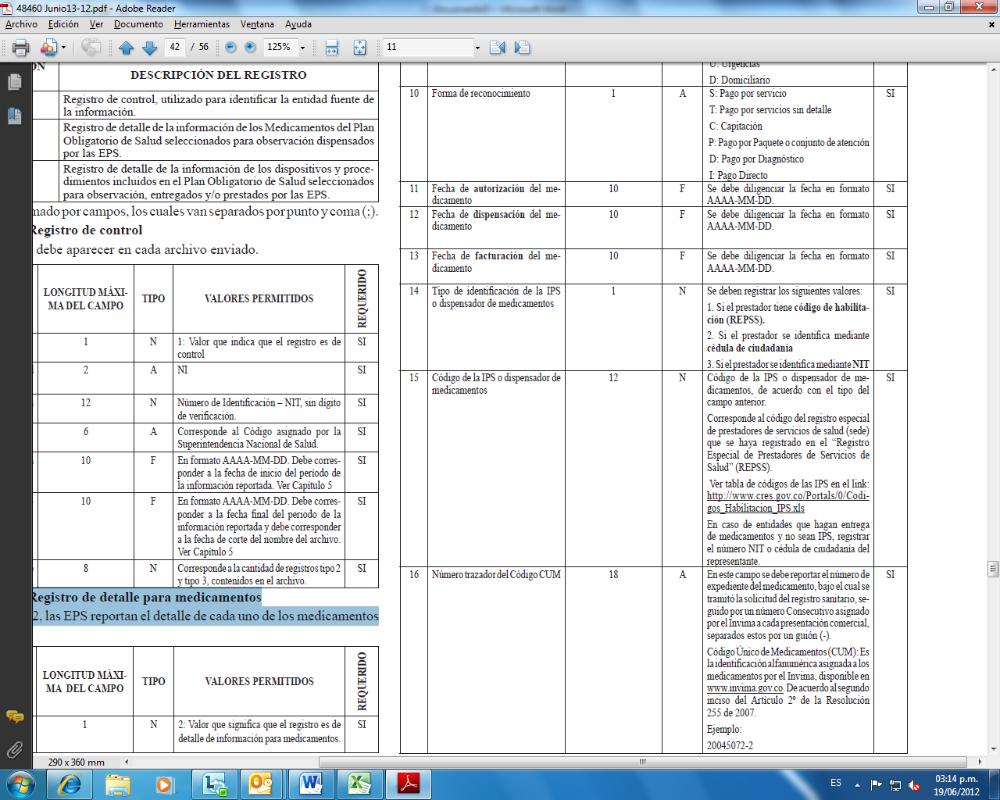 48460 Junio13-12.pdf - Adobe Reader
Archivo Edición Ver Documento Herramientas Ventana Ayuda
42 / 56 125% 11
DESCRIPCIÓN DEL REGISTRO
Registro de control, utilizado para identificar la entidad fuente de
la información.
Registro de detalle de la información de los Medicamentos del Plan
Obligatorio de Salud seleccionados para observación dispensados
por las EPS.
Registro de detalle de la información de los dispositivos y proce-
dimientos incluidos en el Plan Obligatorio de Salud seleccionados
para observación, entregados y/o prestados por las EPS.
mado por campos, los cuales van separados por punto y coma (;).
Registro de control
debe aparecer en cada archivo enviado.
LONGITUD MÁXI-
MA DEL CAMPO
TIPO
VALORES PERMITIDOS
REQUERIDO
1 N 1: Valor que indica que el registro es de SI
control
2 A NI SI
12 N Número de Identificación – NIT, sin dígito SI
de verificación.
6 A Corresponde al Código asignado por la SI
Superintendencia Nacional de Salud.
10 F En formato AAAA-MM-DD. Debe corres- SI
ponder a la fecha de inicio del período de
la información reportada. Ver Capítulo 5
10 F En formato AAAA-MM-DD. Debe corres- SI
ponder a la fecha final del periodo de la
información reportada y debe corresponder
a la fecha de corte del nombre del archivo.
Ver Capítulo 5
8 N Corresponde a la cantidad de registros tipo 2 SI
y tipo 3, contenidos en el archivo.
Registro de detalle para medicamentos
2, las EPS reportan el detalle de cada uno de los medicamentos
LONGITUD MÁXI-
MA DEL CAMPO
TIPO
VALORES PERMITIDOS
REQUERIDO
1 N 2: Valor que significa que el registro es de SI
detalle de información para medicamentos.
U: Urgencias
D: Domiciliario
10 Forma de reconocimiento 1 A S: Pago por servicio SI
T: Pago por servicios sin detalle
C: Capitación
P: Pago por Paquete o conjunto de atención
D: Pago por Diagnóstico
I: Pago Directo
11 Fecha de autorización del me- 10 F Se debe diligenciar la fecha en formato SI
dicamento AAAA-MM-DD.
12 Fecha de dispensación del me- 10 F Se debe diligenciar la fecha en formato SI
dicamento AAAA-MM-DD.
13 Fecha de facturación del me- 10 F Se debe diligenciar la fecha en formato SI
dicamento AAAA-MM-DD.
14 Tipo de identificación de la IPS 1 N Se deben registrar los siguientes valores: SI
o dispensador de medicamentos
1. Si el prestador tiene código de habilita-
ción (REPSS).
2. Si el prestador se identifica mediante
cédula de ciudadanía
3. Si el prestador se identifica mediante NIT
15 Código de la IPS o dispensador de 12 N Código de la IPS o dispensador de me- SI
medicamentos dicamentos, de acuerdo con el tipo del
campo anterior.
Corresponde al código del registro especial
de prestadores de servicios de salud (sede)
que se haya registrado en el “Registro
Especial de Prestadores de Servicios de
Salud” (REPSS).
Ver tabla de códigos de las IPS en el link:
http://www.cres.gov.co/Portals/0/Codi-
gos_Habilitacion_IPS.xls
En caso de entidades que hagan entrega
de medicamentos y no sean IPS, registrar
el número NIT o cédula de ciudadanía del
representante.
16 Número trazador del Código CUM 18 A En este campo se debe reportar el número de SI
expediente del medicamento, bajo el cual se
tramitó la solicitud del registro sanitario, se-
guido por un número Consecutivo asignado
por el Invima a cada presentación comercial,
separados estos por un guión (-).
Código Único de Medicamentos (CUM): Es
la identificación alfanumérica asignada a los
medicamentos por el Invima, disponible en
www.invima.gov.co. De acuerdo al segundo
inciso del Artículo 2º de la Resolución
255 de 2007.
Ejemplo:
20045072-2
290 x 360 mm
ES 03:14 p.m.
19/06/2012